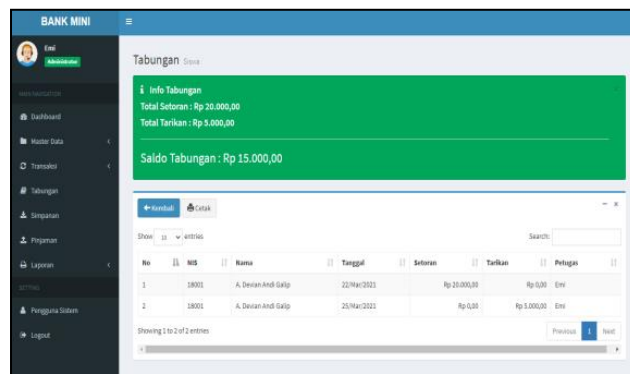 BANK MINI
Emi
Administrator
MAIN NAVIGATION
Dashboard
Master Data
Transaksi
Tabungan
Simpanan
Pinjaman
Laporan
SETTING
Pengguna Sistem
Logout
Tabungan Siswa
i Info Tabungan
Total Setoran : Rp 20.000,00
Total Tarikan : Rp 5.000,00
Saldo Tabungan : Rp 15.000,00
Kembali Cetak
Show 10 entries Search:
No NIS Nama Tanggal Setoran Tarikan Petugas
1 18001 A. Devian Andi Galip 22/Mar/2021 Rp 20.000,00 Rp 0,00 Emi
2 18001 A. Devian Andi Galip 25/Mar/2021 Rp 0,00 Rp 5.000,00 Emi
Showing 1 to 2 of 2 entries Previous 1 Next